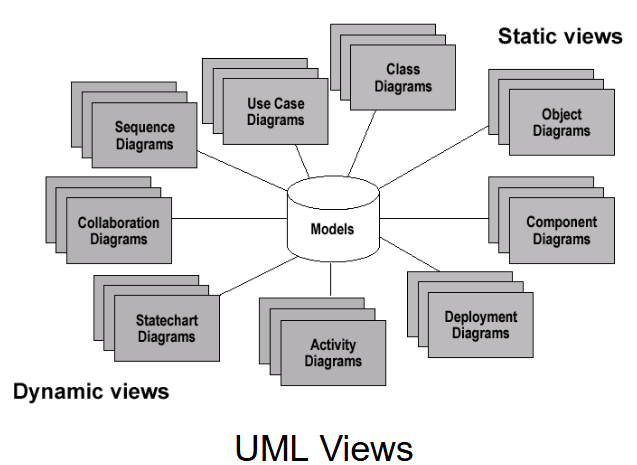 Static views
Class
Diagrams
Use Case
Diagrams
Object
Diagrams
Sequence
Diagrams
Models
Collaboration
Diagrams
Component
Diagrams
Statechart
Diagrams
Activity
Diagrams
Deployment
Diagrams
Dynamic views
UML Views